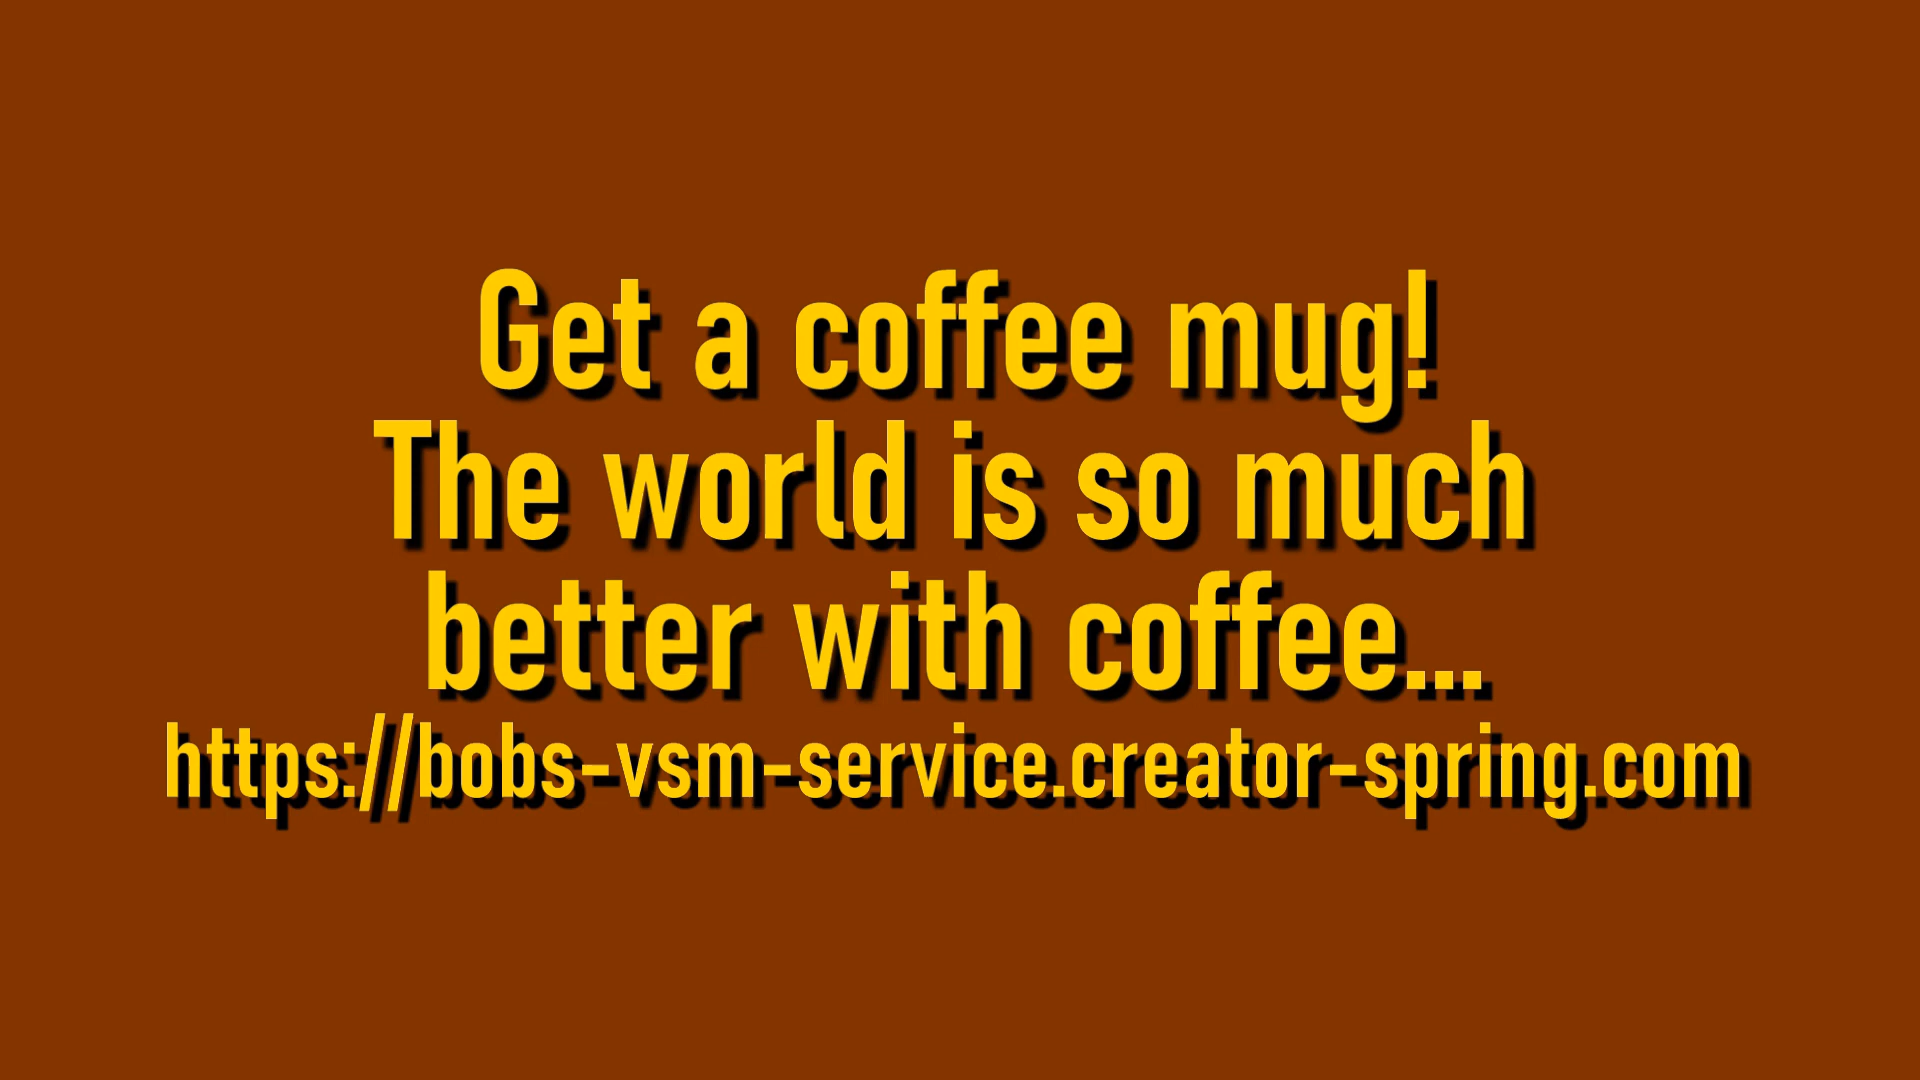 Get a coffee mug!
The world is so much
better with coffee...
https://bobs-vsm-service.creator-spring.com